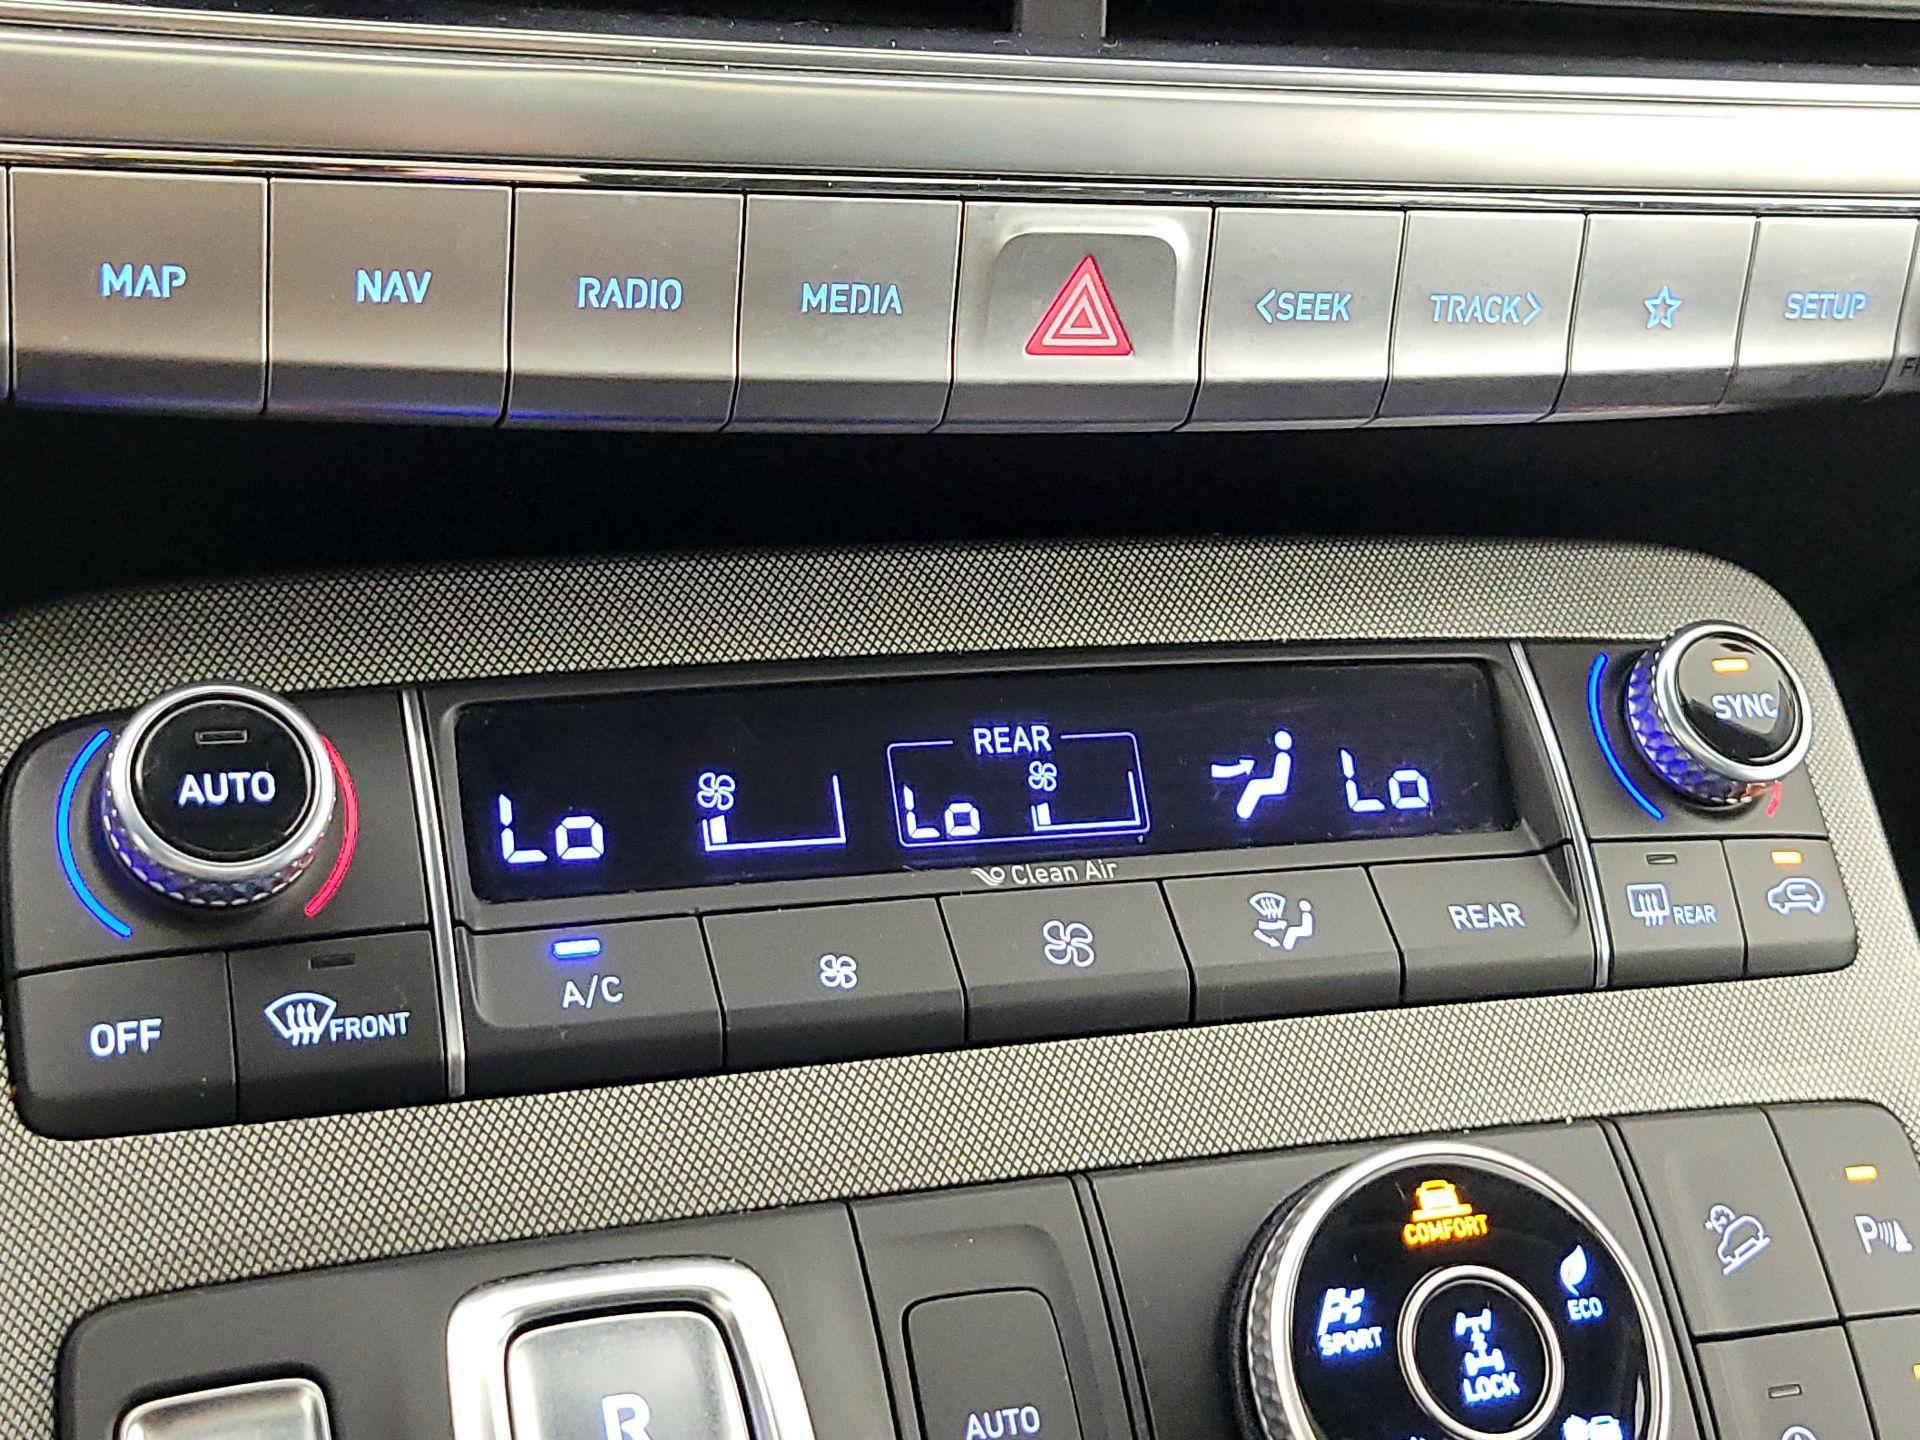 MAP
NAV
RADIO
MEDIA
<SEEK
TRACK>
SETUP
AUTO
Lo
REAR
Lo
Lo
SYNC
Clean Air
OFF
FRONT
A/C
REAR
REAR
COMFORT
SPORT
ECO
LOCK
P
R
AUTO